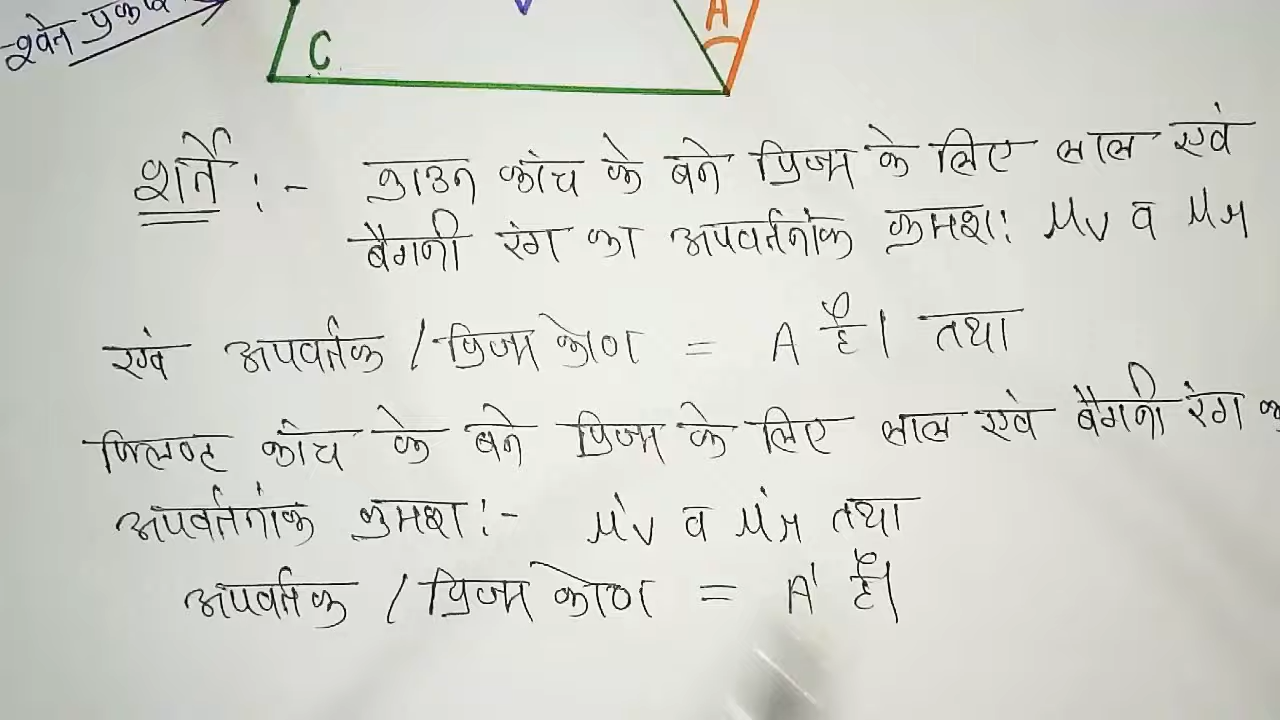 श्वेत प्रकाश
A
C
शर्ते :- क्राउन कांच के बने प्रिज्म के लिए लाल एवं
बैगनी रंग का अपवर्तनांक क्रमश: μv व μr
एवं अपवर्तक / प्रिज्म कोण = A है। तथा
फ्लिन्ट कांच के बने प्रिज्म के लिए लाल एवं बैगनी रंग क
अपवर्तनांक क्रमश:- μ'v व μ'r तथा
अपवर्तक / प्रिज्म कोण = A' है।